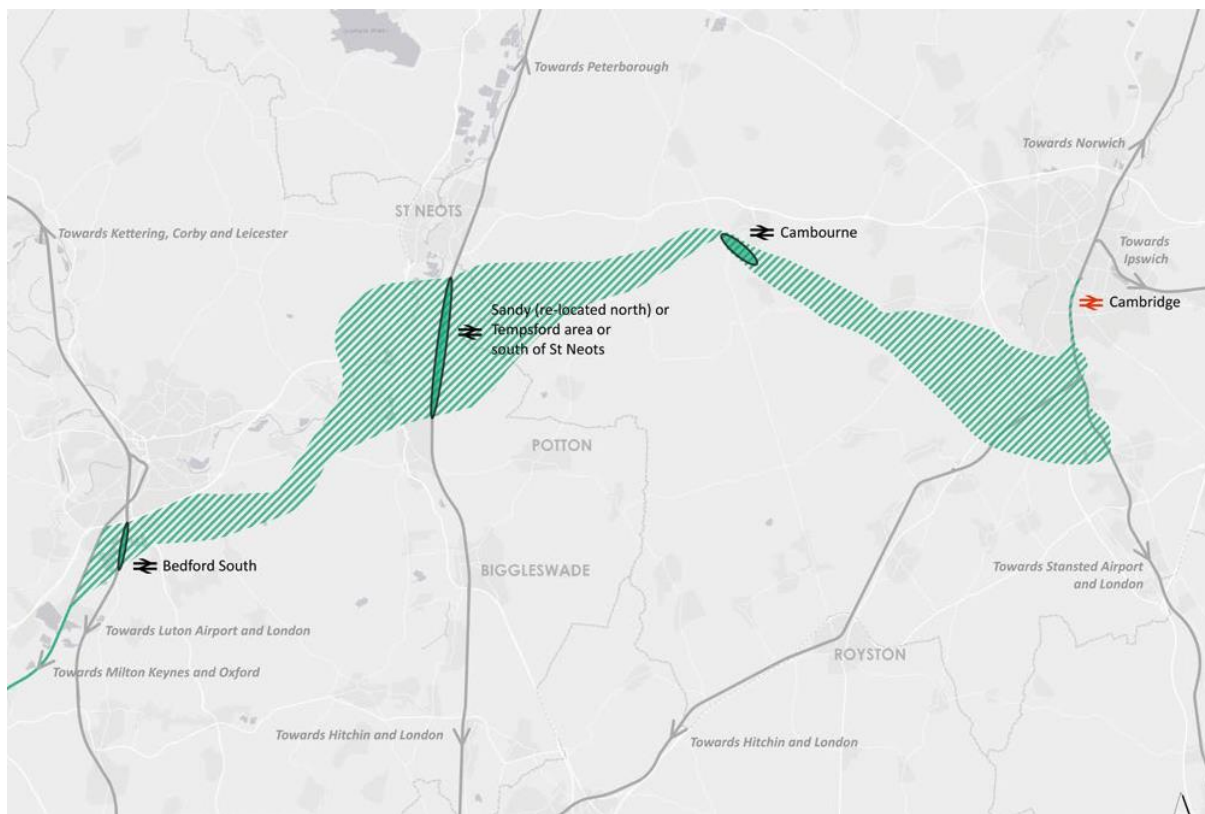 Towards Peterborough
Towards Norwich
ST NEOTS
Towards Kettering, Corby and Leicester
Cambourne
Towards
Ipswich
Cambridge
Sandy (re-located north) or
Tempsford area or
south of St Neots
POTTON
Bedford South
BIGGLESWADE
Towards Stansted Airport
and London
Towards Luton Airport and London
ROYSTON
Towards Milton Keynes and Oxford
Towards Hitchin and London
Towards Hitchin and London